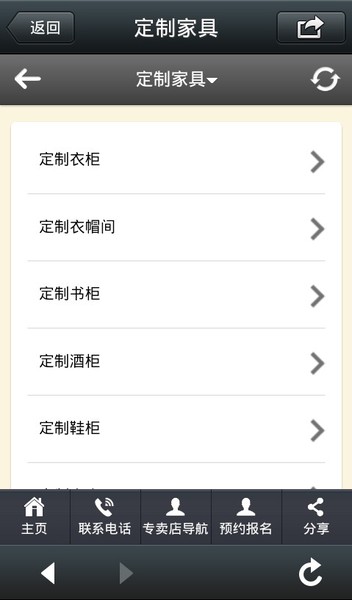 返回
定制家具
定制家具
定制衣柜
定制衣帽间
定制书柜
定制酒柜
定制鞋柜
主页
联系电话
专卖店导航
预约报名
分享